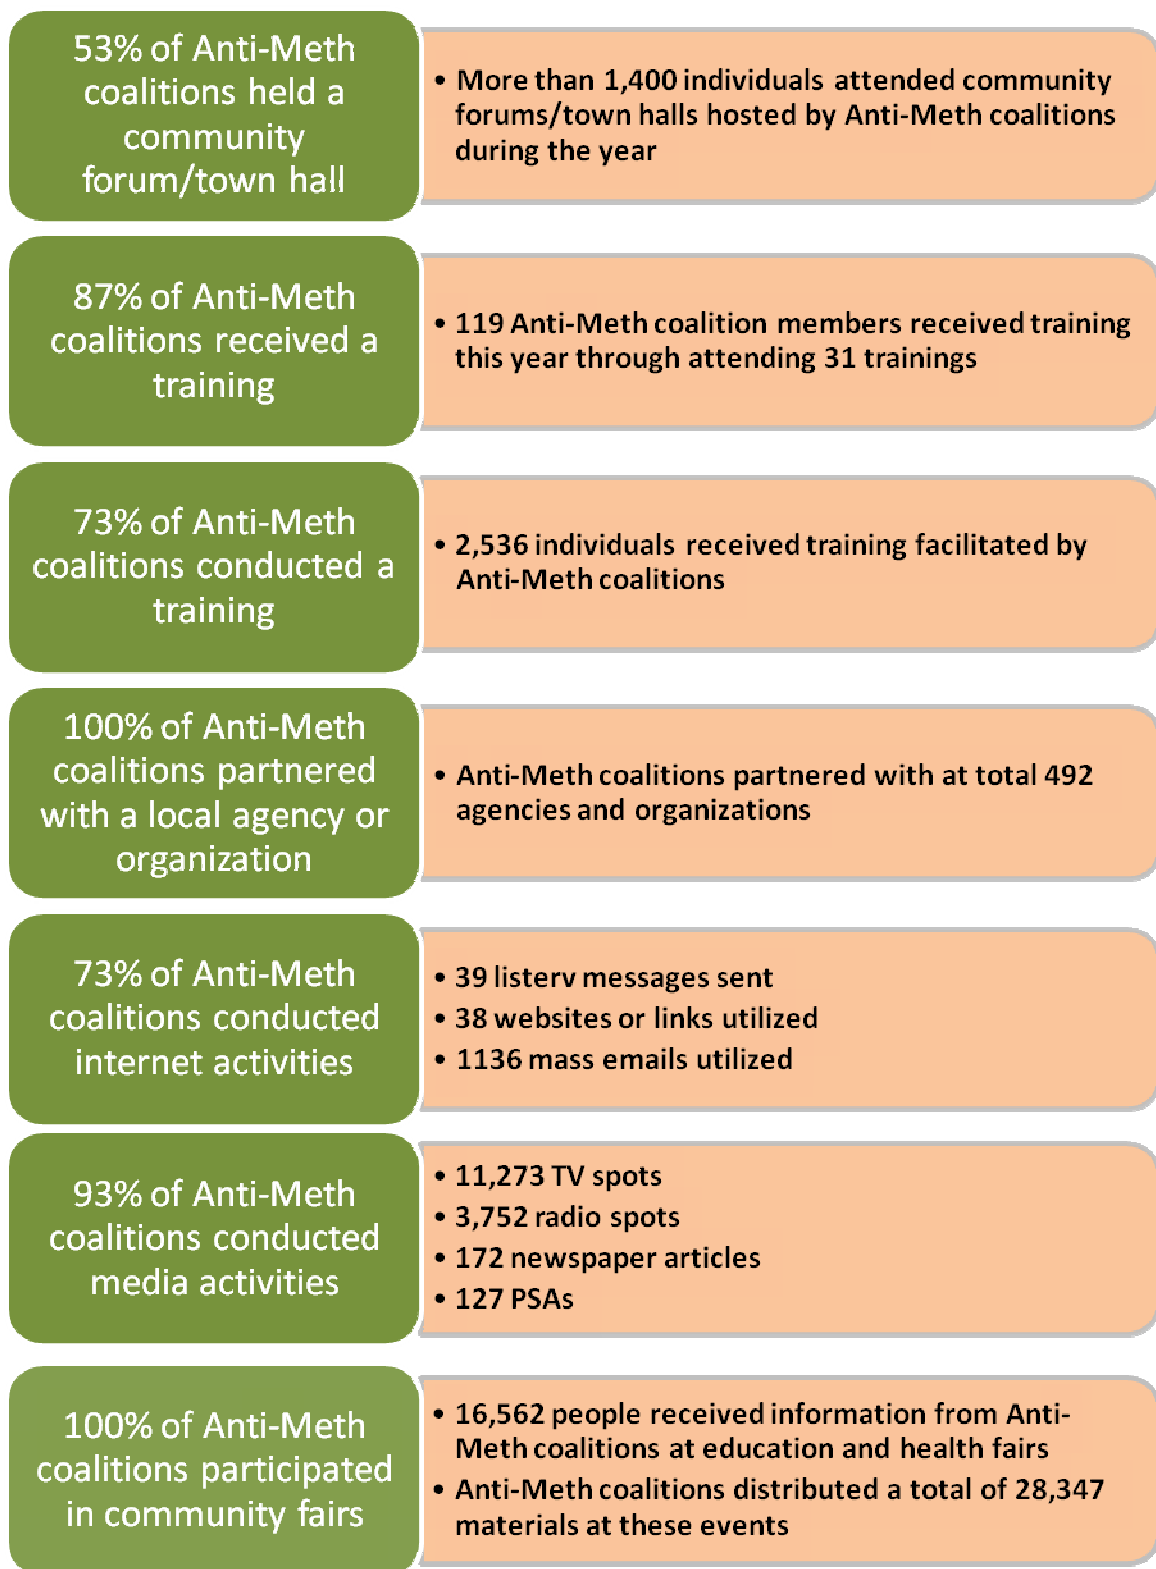 53% of Anti-Meth
coalitions held a
community
forum/town hall
• More than 1,400 individuals attended community
forums/town halls hosted by Anti-Meth coalitions
during the year
87% of Anti-Meth
coalitions received a
training
• 119 Anti-Meth coalition members received training
this year through attending 31 trainings
73% of Anti-Meth
coalitions conducted a
training
• 2,536 individuals received training facilitated by
Anti-Meth coalitions
100% of Anti-Meth
coalitions partnered
with a local agency or
organization
• Anti-Meth coalitions partnered with at total 492
agencies and organizations
73% of Anti-Meth
coalitions conducted
internet activities
• 39 listerv messages sent
• 38 websites or links utilized
• 1136 mass emails utilized
93% of Anti-Meth
coalitions conducted
media activities
• 11,273 TV spots
• 3,752 radio spots
• 172 newspaper articles
• 127 PSAs
100% of Anti-Meth
coalitions participated
in community fairs
• 16,562 people received information from Anti-
Meth coalitions at education and health fairs
• Anti-Meth coalitions distributed a total of 28,347
materials at these events